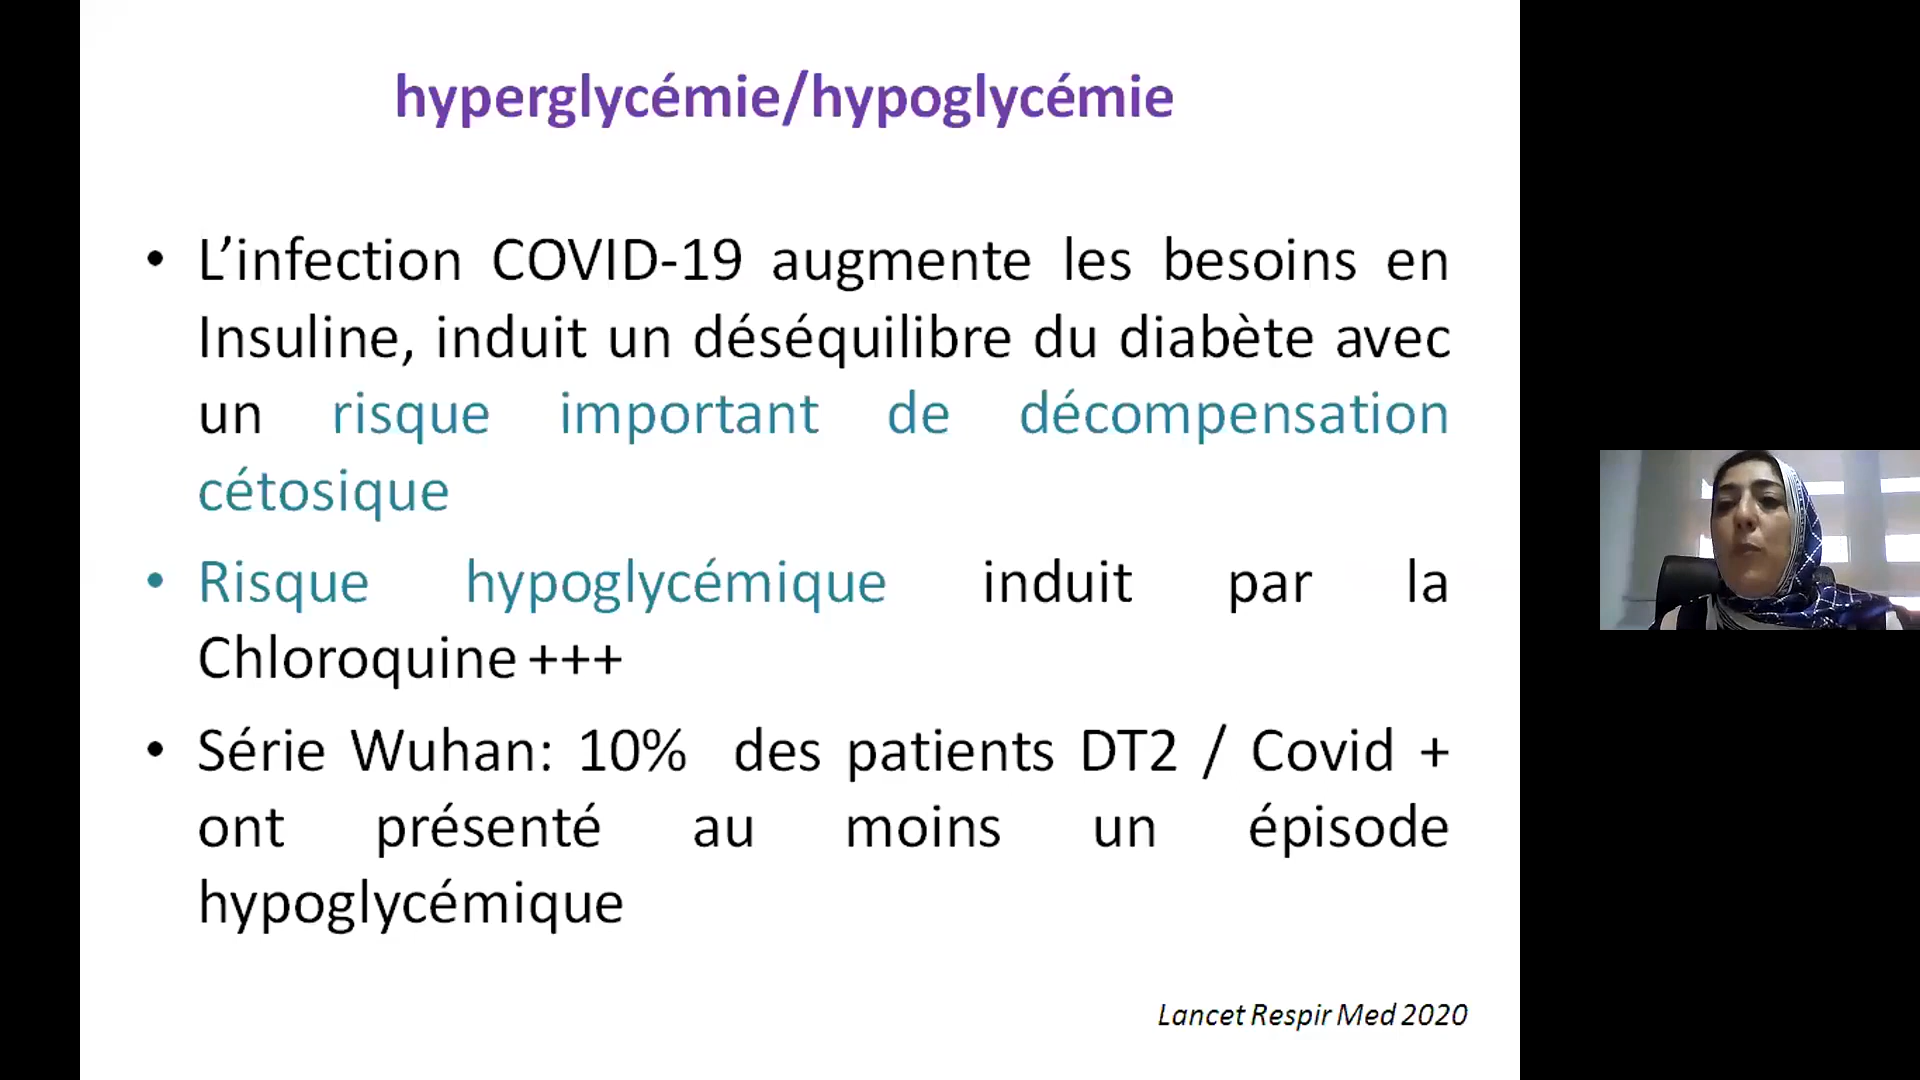 hyperglycémie/hypoglycémie
• L’infection COVID-19 augmente les besoins en
Insuline, induit un déséquilibre du diabète avec
un risque important de décompensation
cétosique
• Risque hypoglycémique induit par la
Chloroquine +++
• Série Wuhan: 10% des patients DT2 / Covid +
ont présenté au moins un épisode
hypoglycémique
Lancet Respir Med 2020